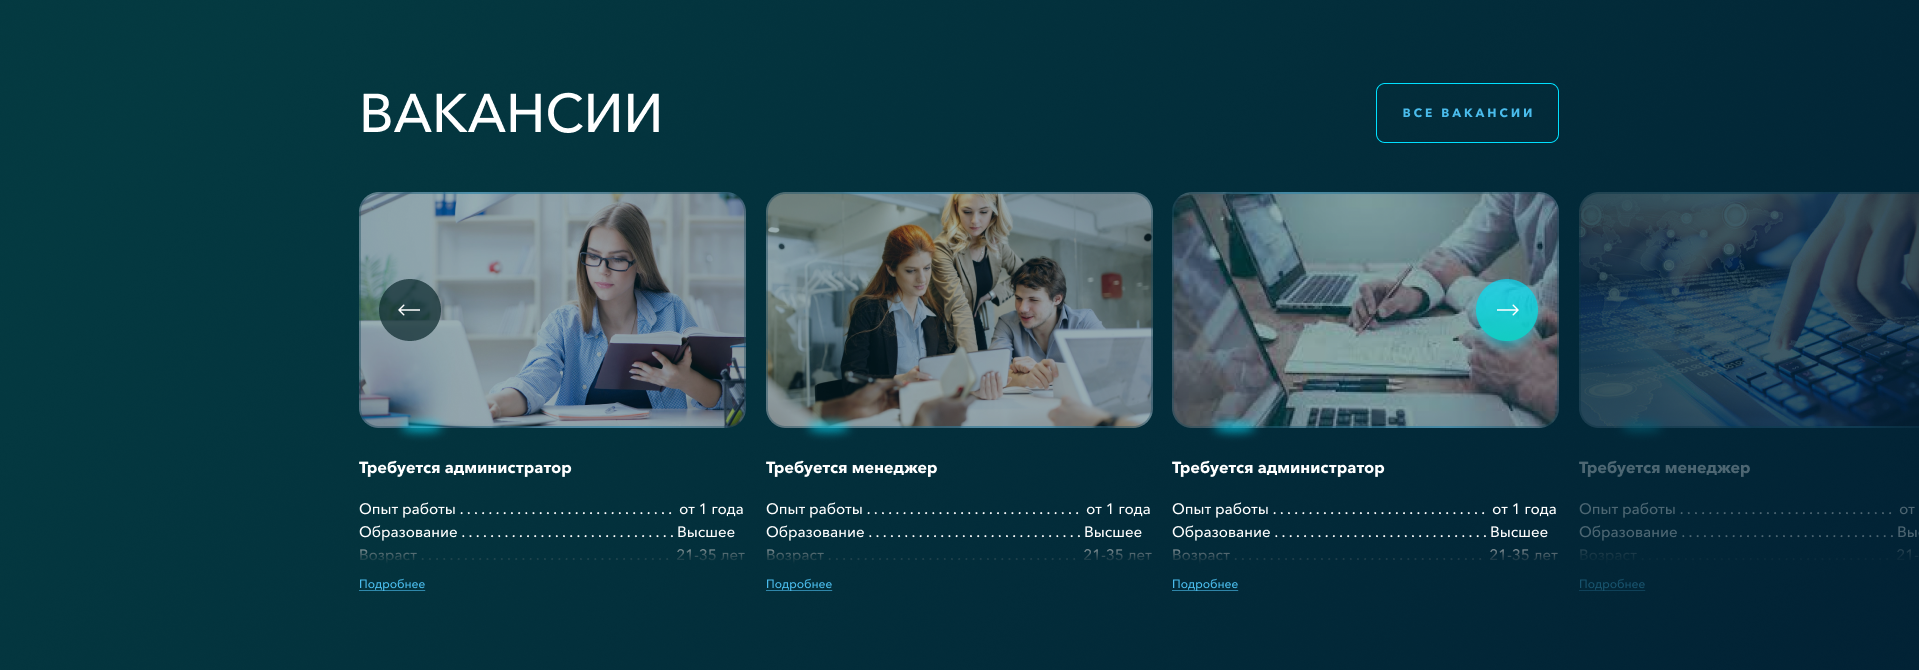 ВАКАНСИИ
ВСЕ ВАКАНСИИ
Требуется администратор
Опыт работы .............................. от 1 года
Образование .............................. Высшее
Возраст .............................. 21-35 лет
Подробнее
Требуется менеджер
Опыт работы .............................. от 1 года
Образование .............................. Высшее
Возраст .............................. 21-35 лет
Подробнее
Требуется администратор
Опыт работы .............................. от 1 года
Образование .............................. Высшее
Возраст .............................. 21-35 лет
Подробнее
Требуется менеджер
Опыт работы .............................. от
Образование .............................. Вы
Возраст .............................. 21-
Подробнее